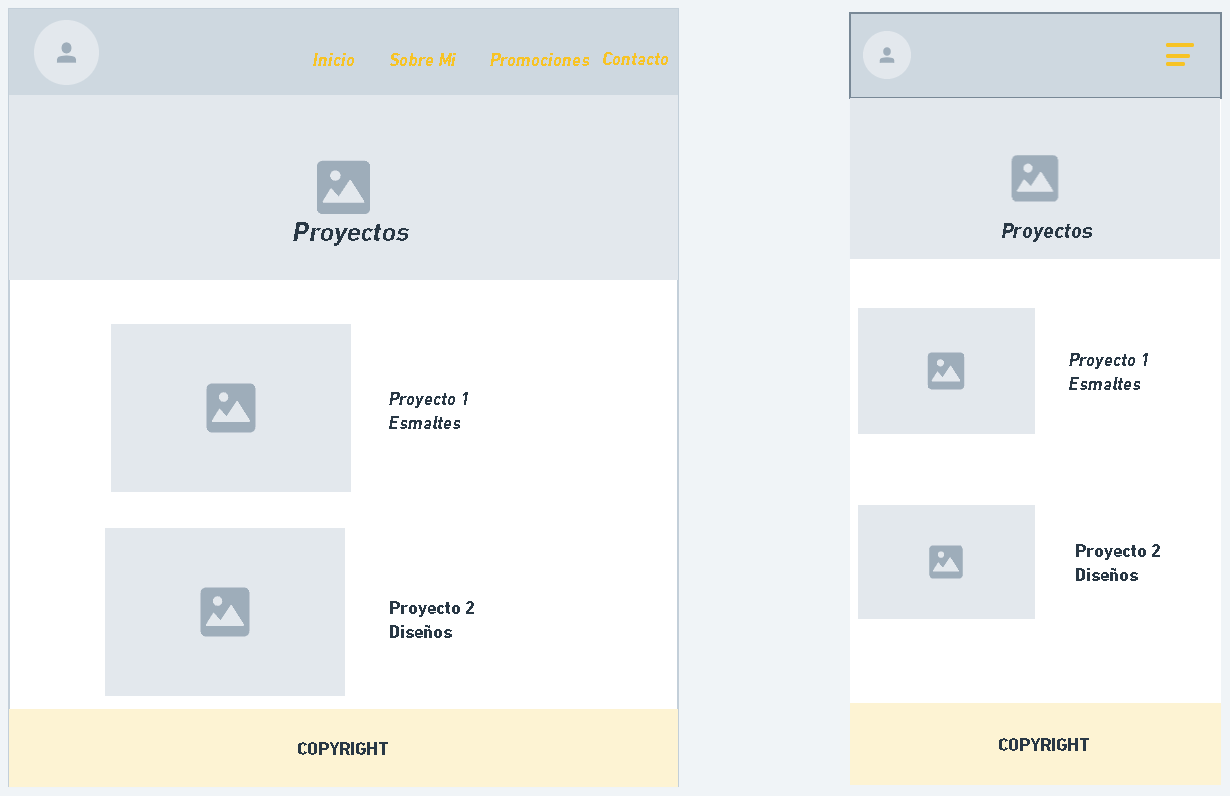 Inicio Sobre Mi Promociones Contacto
Proyectos
Proyecto 1
Esmaltes
Proyecto 2
Diseños
COPYRIGHT
Proyectos
Proyecto 1
Esmaltes
Proyecto 2
Diseños
COPYRIGHT